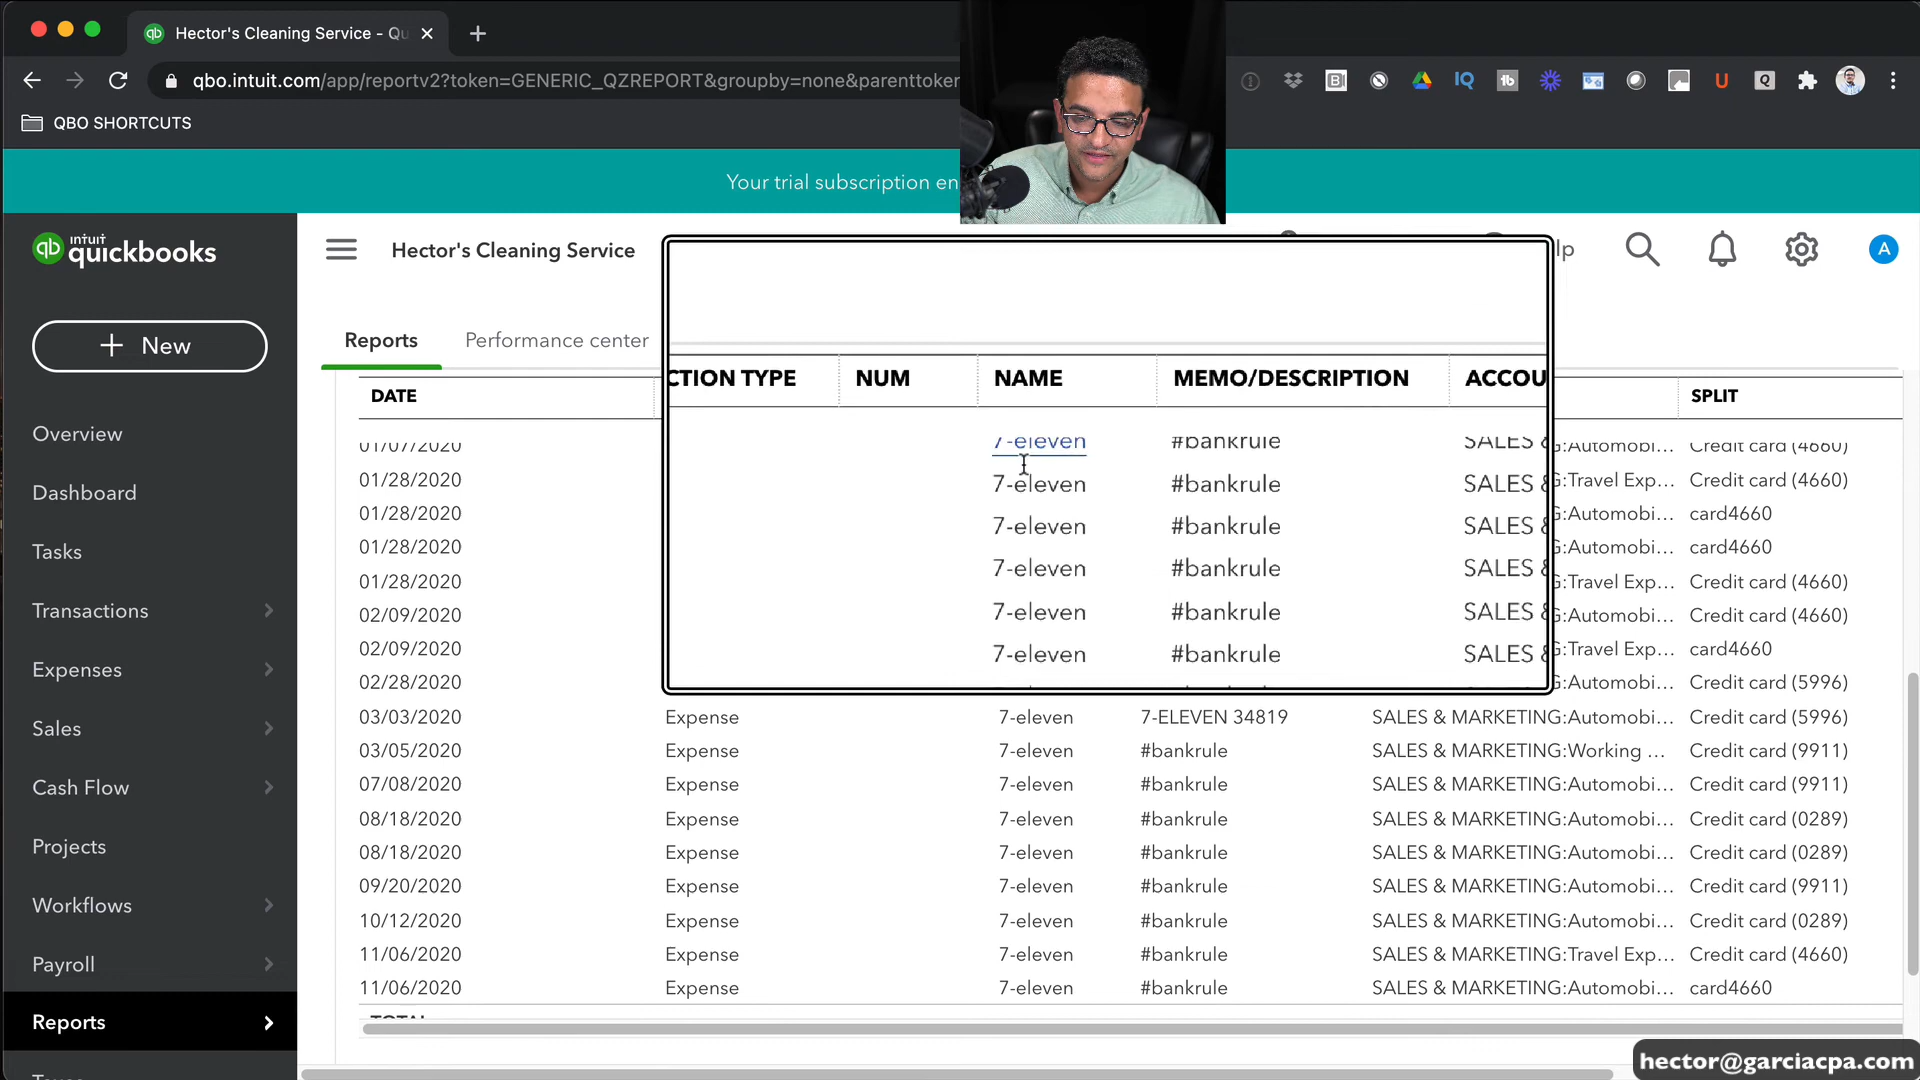 Hector's Cleaning Service - Qu
qbo.intuit.com/app/reportv2?token=GENERIC_QZREPORT&groupby=none&parenttoken
QBO SHORTCUTS
Your trial subscription en
intuit quickbooks
Hector's Cleaning Service
lp
A
New
Reports Performance center
Overview
Dashboard
Tasks
Transactions
Expenses
Sales
Cash Flow
Projects
Workflows
Payroll
Reports
DATE CTION TYPE NUM NAME MEMO/DESCRIPTION ACCOU SPLIT
01/07/2020 7-eleven #bankrule SALES & G:Automobi... Credit card (4660)
01/28/2020 7-eleven #bankrule SALES & G:Travel Exp... Credit card (4660)
01/28/2020 7-eleven #bankrule SALES & G:Automobi... card4660
01/28/2020 7-eleven #bankrule SALES & G:Automobi... card4660
01/28/2020 7-eleven #bankrule SALES & G:Travel Exp... Credit card (4660)
02/09/2020 7-eleven #bankrule SALES & G:Automobi... Credit card (4660)
02/09/2020 G:Travel Exp... card4660
02/28/2020 G:Automobi... Credit card (5996)
03/03/2020 Expense 7-eleven 7-ELEVEN 34819 SALES & MARKETING:Automobi... Credit card (5996)
03/05/2020 Expense 7-eleven #bankrule SALES & MARKETING:Working ... Credit card (9911)
07/08/2020 Expense 7-eleven #bankrule SALES & MARKETING:Automobi... Credit card (9911)
08/18/2020 Expense 7-eleven #bankrule SALES & MARKETING:Automobi... Credit card (0289)
08/18/2020 Expense 7-eleven #bankrule SALES & MARKETING:Automobi... Credit card (0289)
09/20/2020 Expense 7-eleven #bankrule SALES & MARKETING:Automobi... Credit card (9911)
10/12/2020 Expense 7-eleven #bankrule SALES & MARKETING:Automobi... Credit card (0289)
11/06/2020 Expense 7-eleven #bankrule SALES & MARKETING:Travel Exp... Credit card (4660)
11/06/2020 Expense 7-eleven #bankrule SALES & MARKETING:Automobi... card4660
TOTAL
hector@garciacpa.com